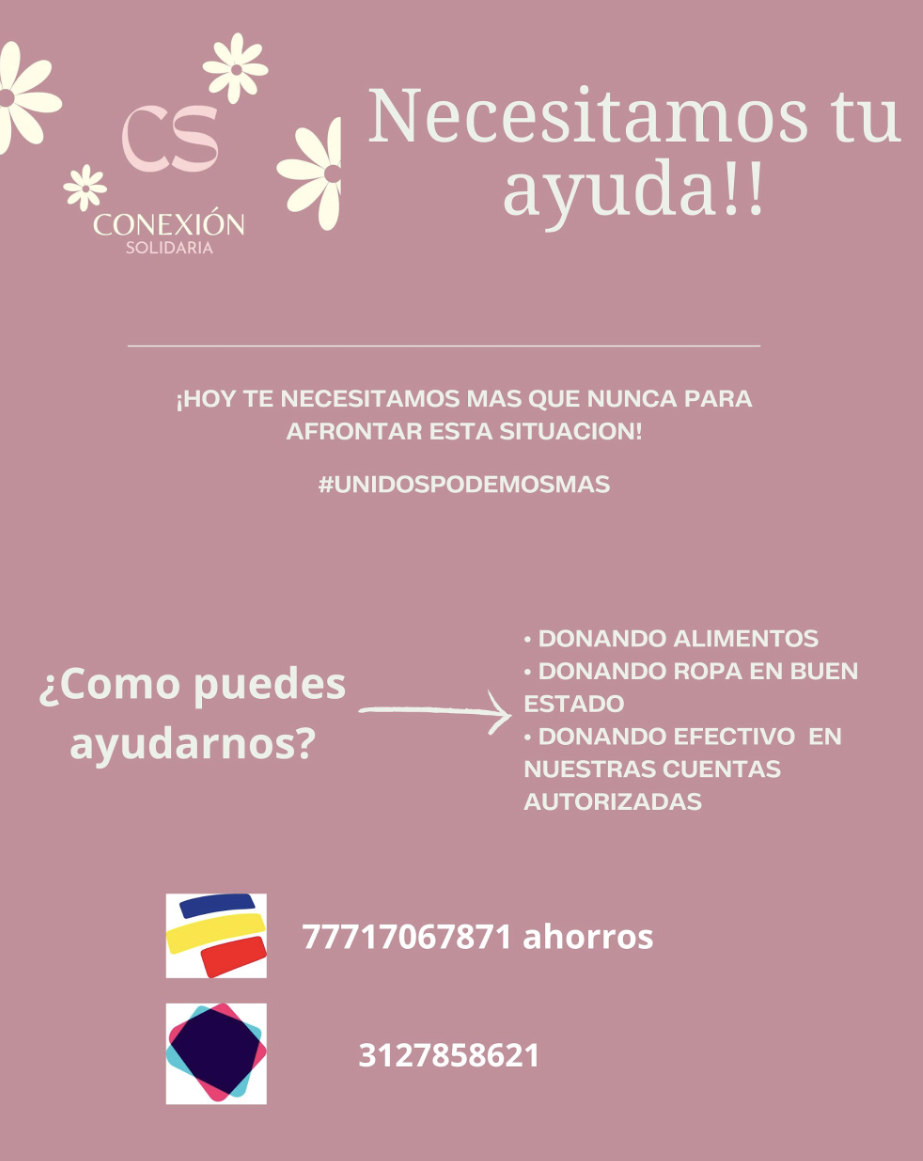 CS
CONEXIÓN
SOLIDARIA
Necesitamos tu
ayuda!!
¡HOY TE NECESITAMOS MAS QUE NUNCA PARA
AFRONTAR ESTA SITUACION!
#UNIDOSPODEMOSMAS
¿Como puedes
ayudarnos?
• DONANDO ALIMENTOS
• DONANDO ROPA EN BUEN
ESTADO
• DONANDO EFECTIVO  EN
NUESTRAS CUENTAS
AUTORIZADAS
77717067871 ahorros
3127858621